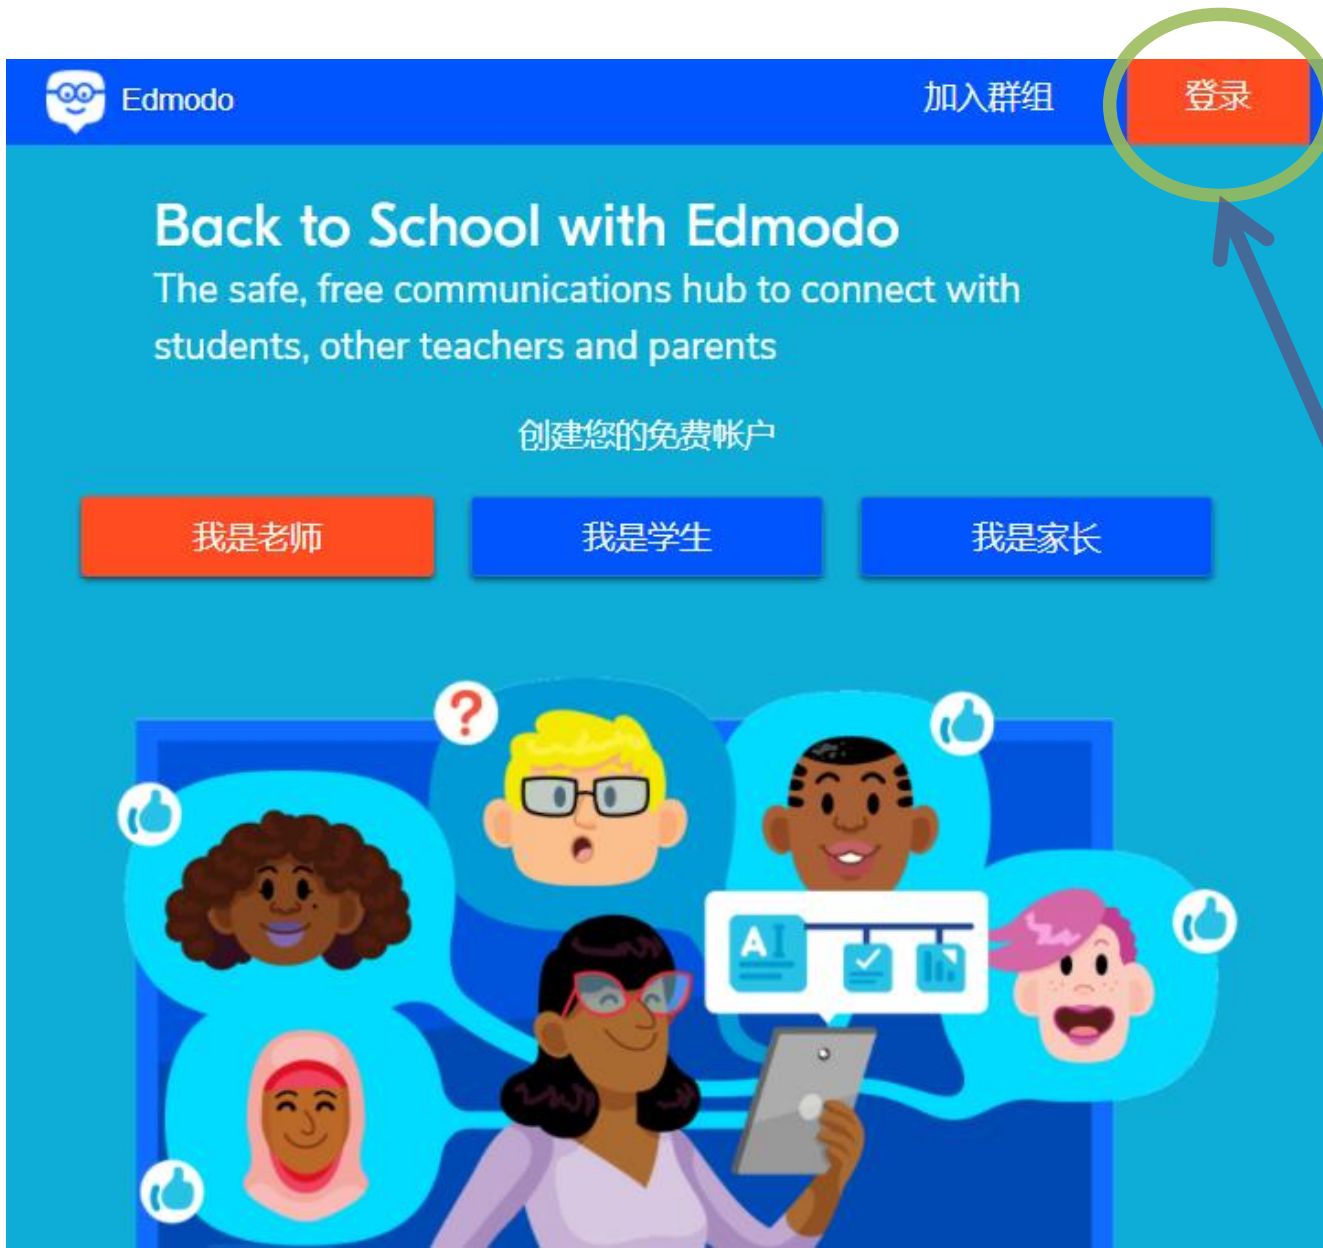 Edmodo
加入群组
登录
Back to School with Edmodo
The safe, free communications hub to connect with
students, other teachers and parents
创建您的免费帐户
我是老师
我是学生
我是家长
?
AI